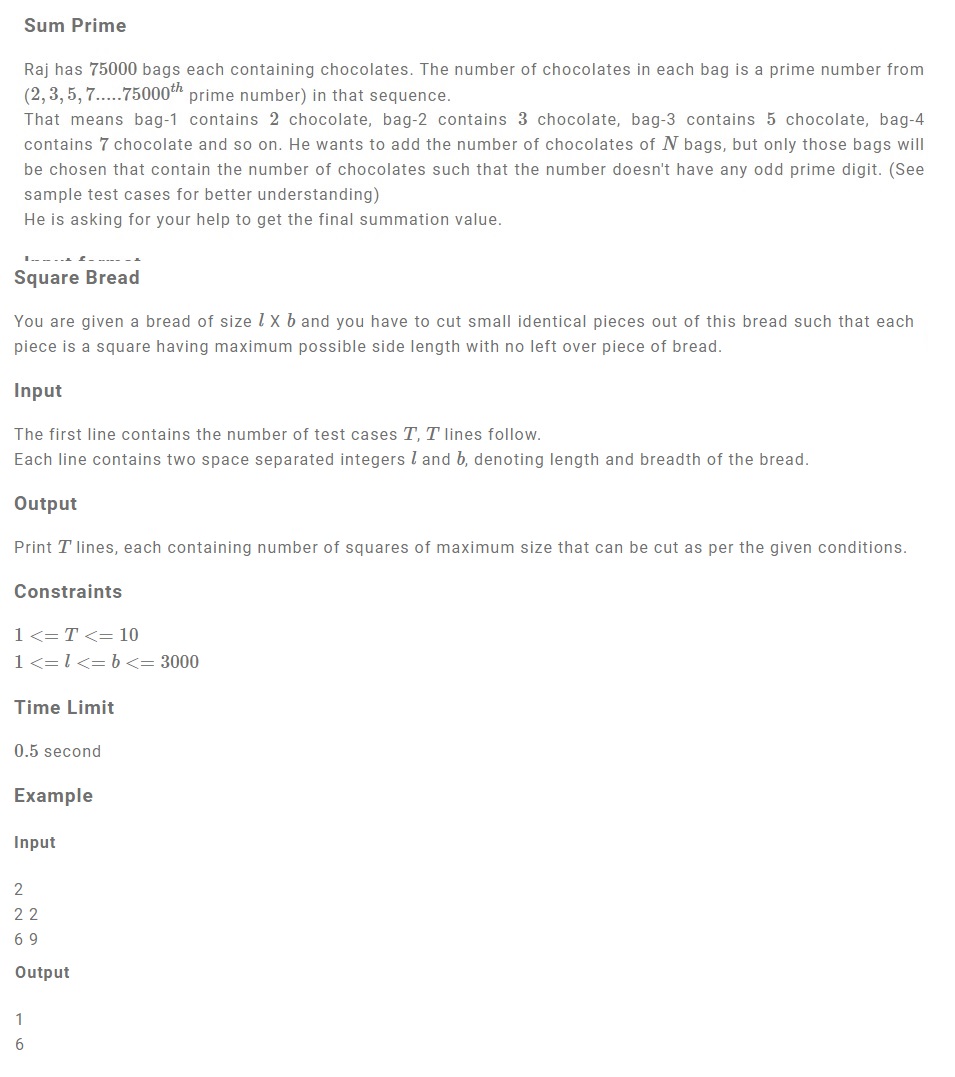 Sum Prime
Raj has 75000 bags each containing chocolates. The number of chocolates in each bag is a prime number from
(2, 3, 5, 7.....75000th prime number) in that sequence.
That means bag-1 contains 2 chocolate, bag-2 contains 3 chocolate, bag-3 contains 5 chocolate, bag-4
contains 7 chocolate and so on. He wants to add the number of chocolates of N bags, but only those bags will
be chosen that contain the number of chocolates such that the number doesn't have any odd prime digit. (See
sample test cases for better understanding)
He is asking for your help to get the final summation value.
Square Bread
You are given a bread of size l X b and you have to cut small identical pieces out of this bread such that each
piece is a square having maximum possible side length with no left over piece of bread.
Input
The first line contains the number of test cases T, T lines follow.
Each line contains two space separated integers l and b, denoting length and breadth of the bread.
Output
Print T lines, each containing number of squares of maximum size that can be cut as per the given conditions.
Constraints
1 <= T <= 10
1 <= l <= b <= 3000
Time Limit
0.5 second
Example
Input
2
2 2
6 9
Output
1
6